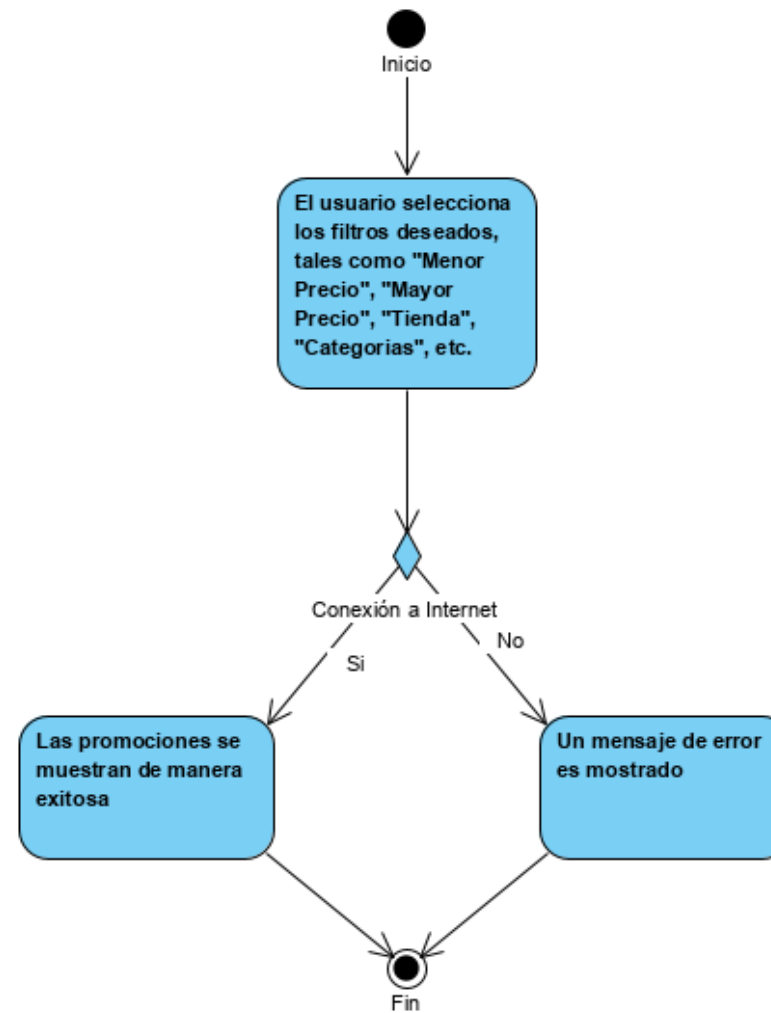 Inicio
El usuario selecciona
los filtros deseados,
tales como "Menor
Precio", "Mayor
Precio", "Tienda",
"Categorias", etc.
Conexión a Internet
Si
No
Las promociones se
muestran de manera
exitosa
Un mensaje de error
es mostrado
Fin